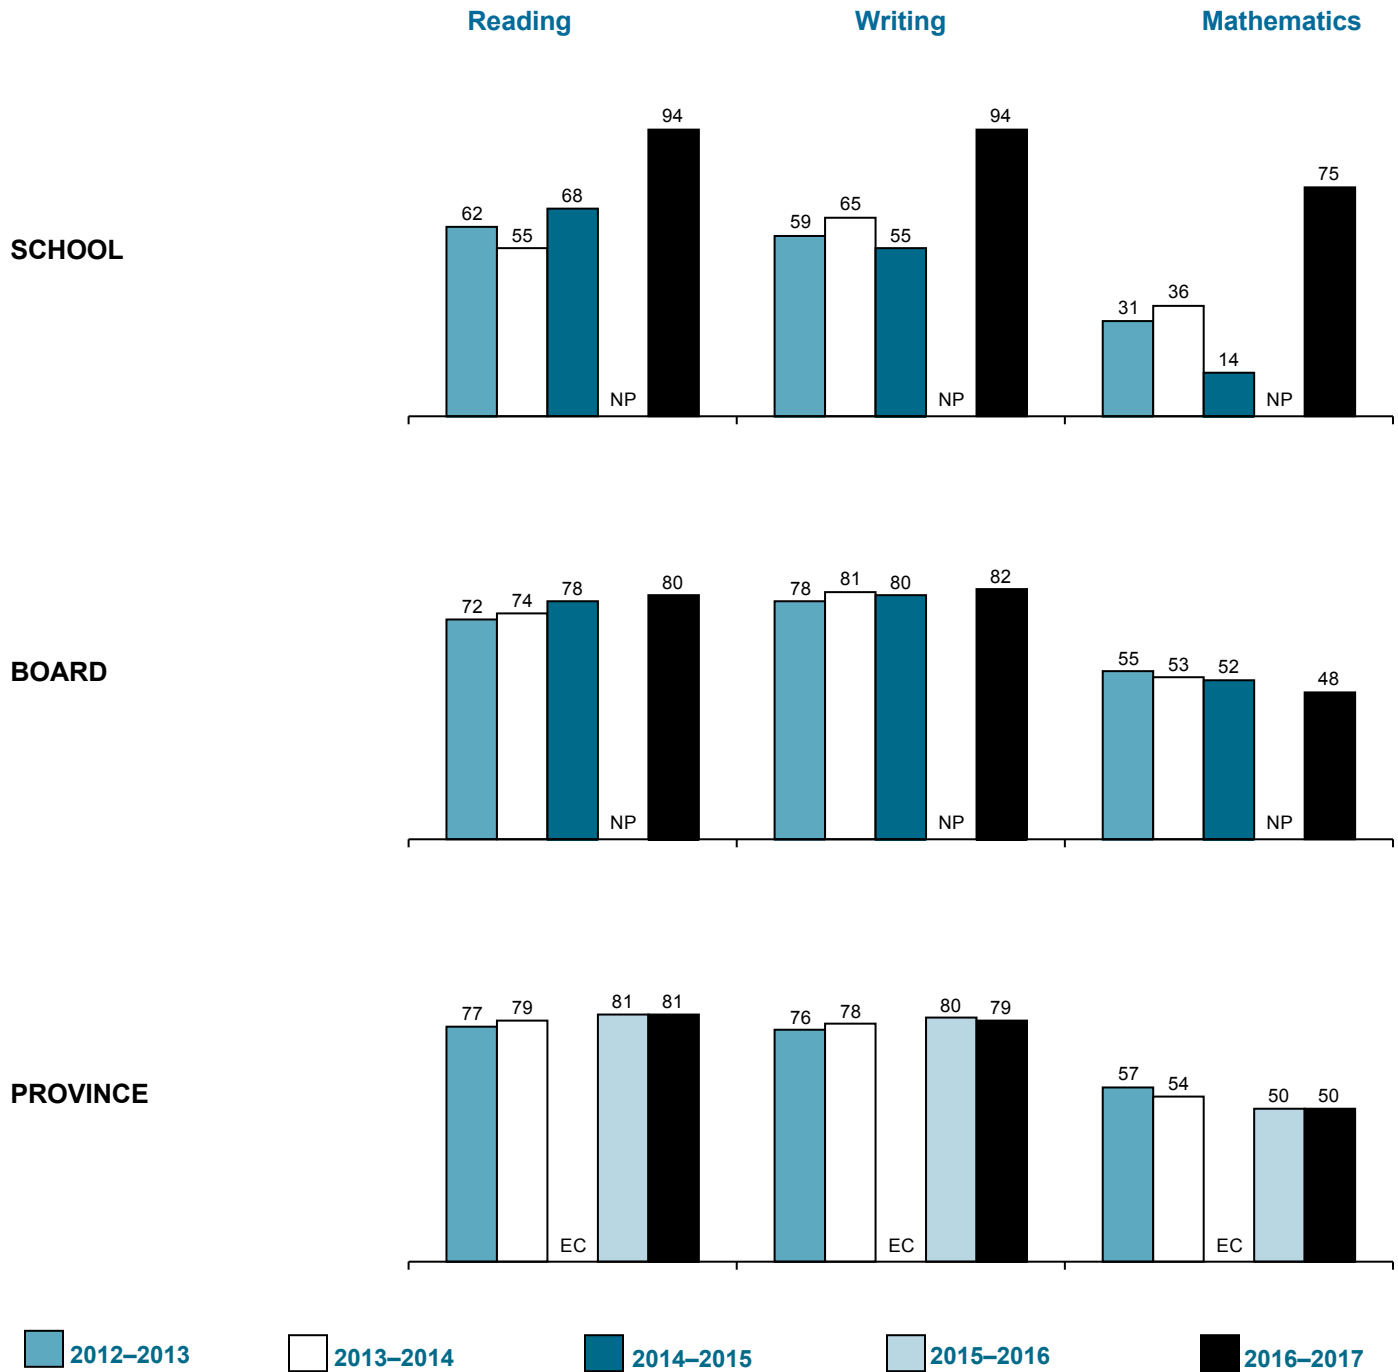 Reading Writing Mathematics
SCHOOL
62 55 68 NP 94 59 65 55 NP 94 31 36 14 NP 75
BOARD
72 74 78 NP 80 78 81 80 NP 82 55 53 52 NP 48
PROVINCE
77 79 EC 81 81 76 78 EC 80 79 57 54 EC 50 50
2012–2013 2013–2014 2014–2015 2015–2016 2016–2017